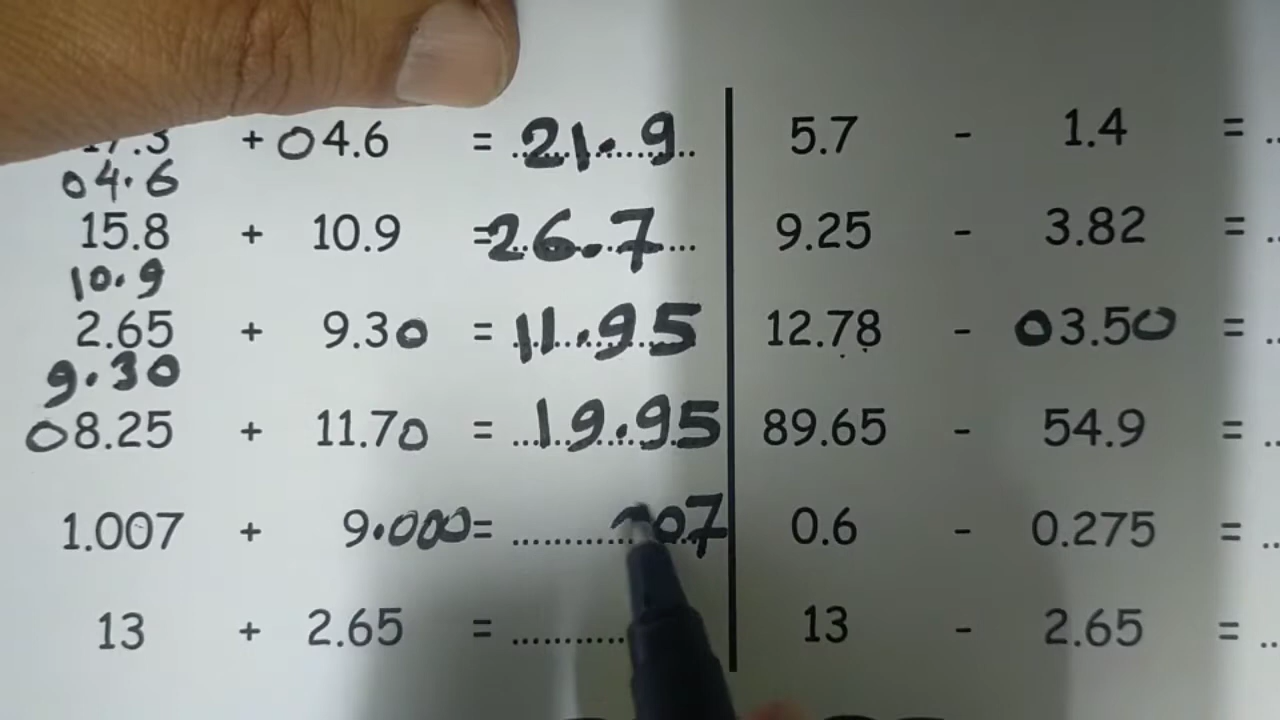 17.3 + 04.6 = 21.9
04.6
15.8 + 10.9 = 26.7
10.9
2.65 + 9.30 = 11.95
9.30
08.25 + 11.70 = 19.95
1.007 + 9.000 = 07
13 + 2.65 = ............
5.7 - 1.4 = ..
9.25 - 3.82 = ..
12.78 - 03.50 = ..
89.65 - 54.9 = ..
0.6 - 0.275 = ..
13 - 2.65 = ..